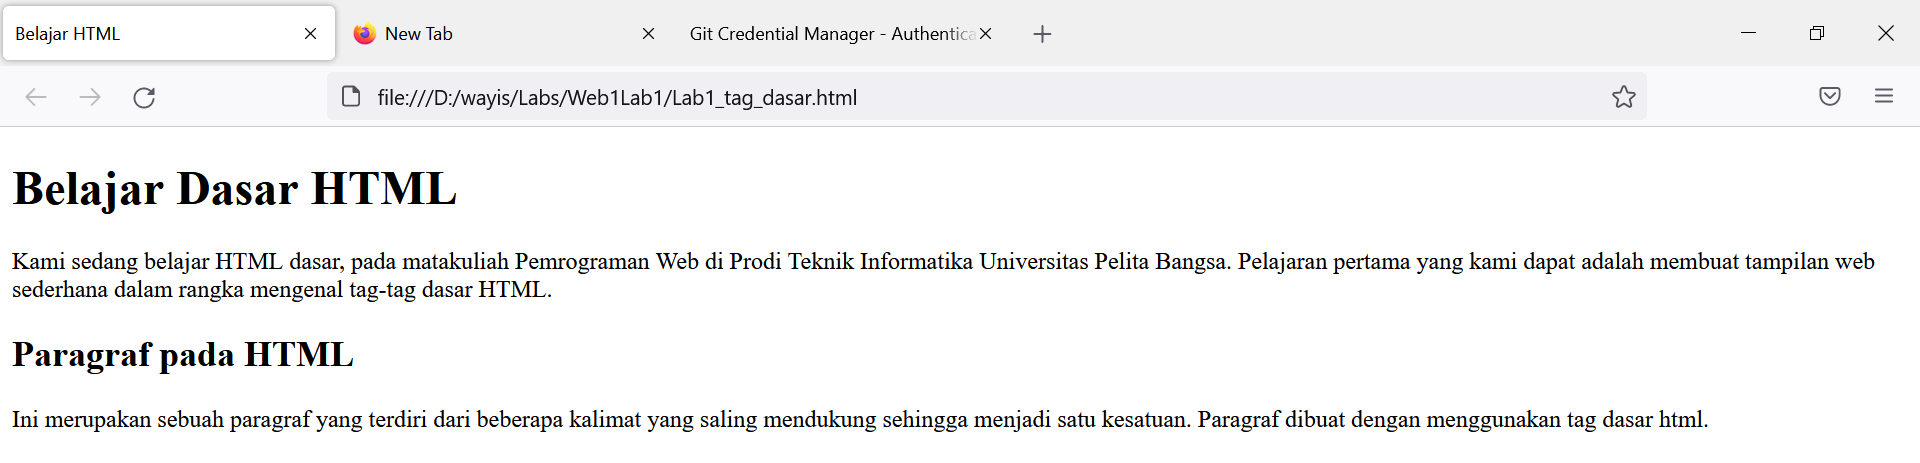 Belajar HTML
New Tab
Git Credential Manager - Authentica
file:///D:/wayis/Labs/Web1Lab1/Lab1_tag_dasar.html
Belajar Dasar HTML
Kami sedang belajar HTML dasar, pada matakuliah Pemrograman Web di Prodi Teknik Informatika Universitas Pelita Bangsa. Pelajaran pertama yang kami dapat adalah membuat tampilan web
sederhana dalam rangka mengenal tag-tag dasar HTML.
Paragraf pada HTML
Ini merupakan sebuah paragraf yang terdiri dari beberapa kalimat yang saling mendukung sehingga menjadi satu kesatuan. Paragraf dibuat dengan menggunakan tag dasar html.